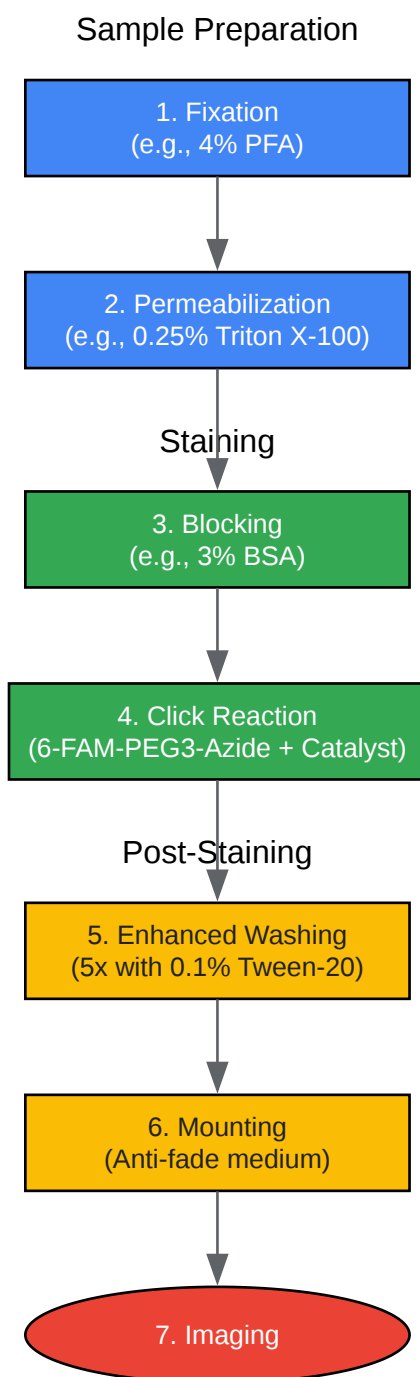 Sample Preparation
1. Fixation
(e.g., 4% PFA)
2. Permeabilization
(e.g., 0.25% Triton X-100)
Staining
3. Blocking
(e.g., 3% BSA)
4. Click Reaction
(6-FAM-PEG3-Azide + Catalyst)
Post-Staining
5. Enhanced Washing
(5x with 0.1% Tween-20)
6. Mounting
(Anti-fade medium)
7. Imaging